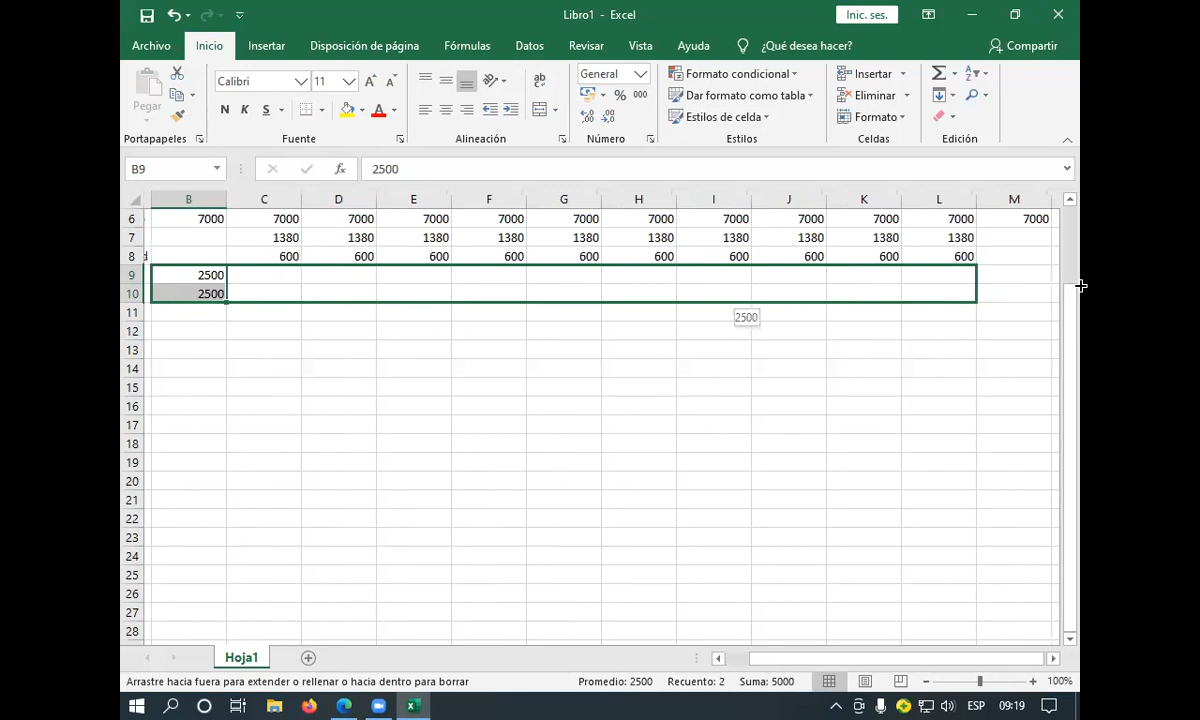 Libro1 - Excel
Inic. ses.
Archivo Inicio Insertar Disposición de página Fórmulas Datos Revisar Vista Ayuda ¿Qué desea hacer? Compartir
Pegar
Calibri 11
N K S
General
% 000
Formato condicional
Dar formato como tabla
Estilos de celda
Insertar
Eliminar
Formato
Portapapeles Fuente Alineación Número Estilos Celdas Edición
B9 fx 2500
B C D E F G H I J K L M
6 7000 7000 7000 7000 7000 7000 7000 7000 7000 7000 7000 7000
7 1380 1380 1380 1380 1380 1380 1380 1380 1380 1380
8 d 600 600 600 600 600 600 600 600 600 600
9 2500
10 2500
11 2500
12
13
14
15
16
17
18
19
20
21
22
23
24
25
26
27
28
Hoja1
Arrastre hacia fuera para extender o rellenar o hacia dentro para borrar Promedio: 2500 Recuento: 2 Suma: 5000 100%
ESP 09:19